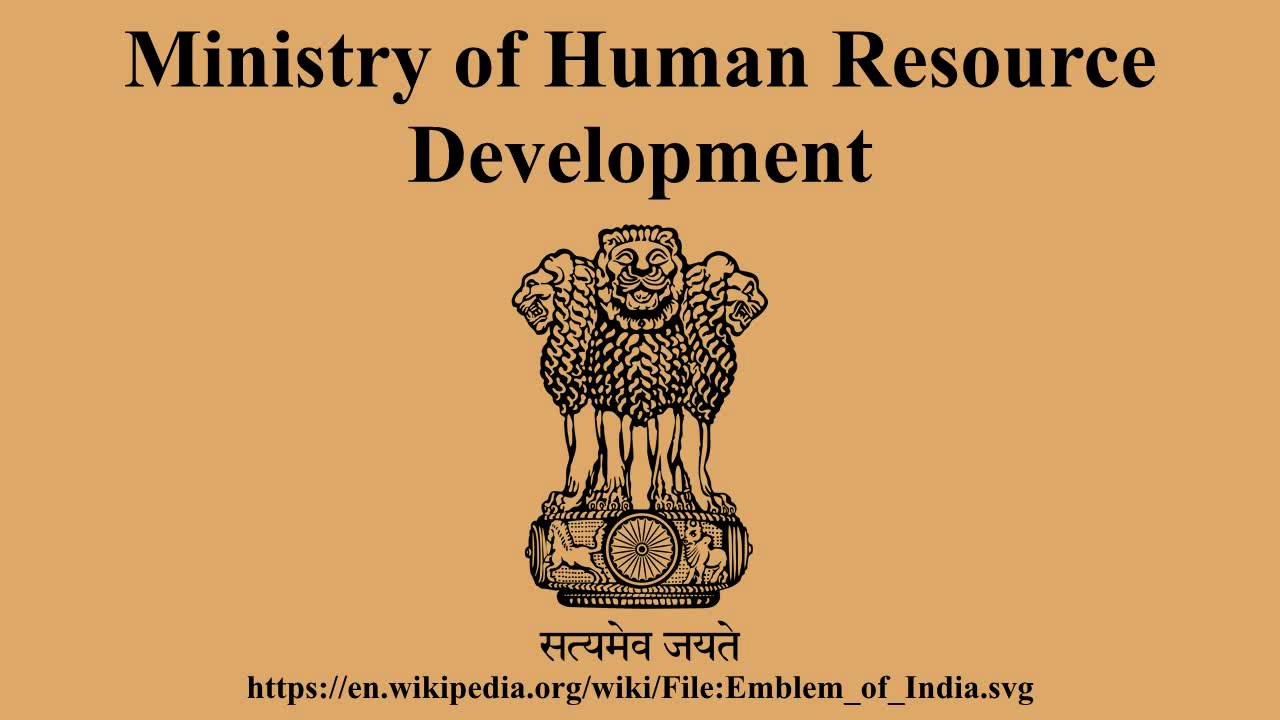 Ministry of Human Resource
Development
सत्यमेव जयते
https://en.wikipedia.org/wiki/File:Emblem_of_India.svg